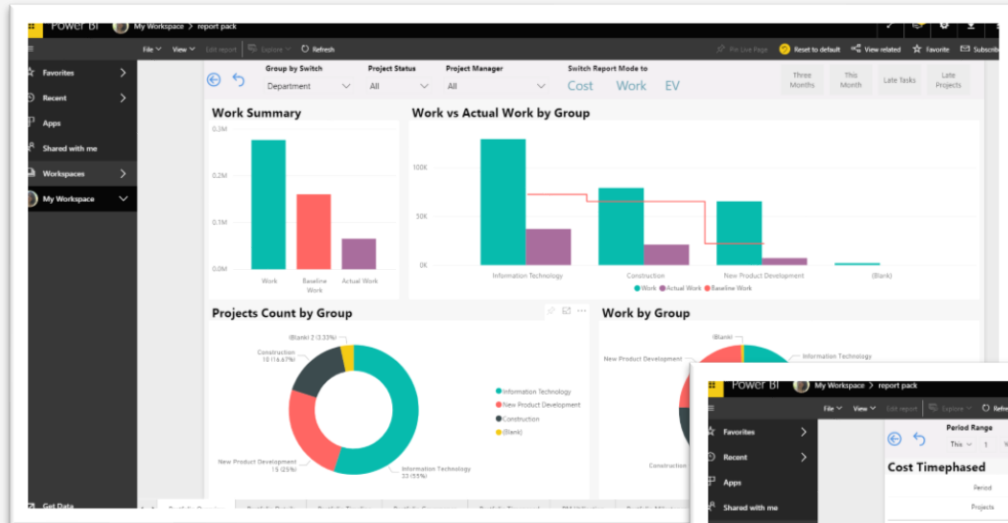 Power BI My Workspace > report pack
File View Edit report Explore Refresh Pin Live Page Reset to default View related Favorite Subscribe
Favorites
Recent
Apps
Shared with me
Workspaces
My Workspace
Get Data
Group by Switch Project Status Project Manager Switch Report Mode to
Department All All Cost Work EV
Three Months
This Month
Late Tasks
Late Projects
Work Summary
0.3M
0.2M
0.1M
0.0M
Work Baseline Work Actual Work
Work vs Actual Work by Group
100K
50K
0K
Information Technology Construction New Product Development (Blank)
Work Actual Work Baseline Work
Projects Count by Group
(Blank) 2 (3.33%)
Construction
10 (16.67%)
New Product Development
15 (25%)
Information Technology
33 (55%)
Information Technology
New Product Development
Construction
(Blank)
Work by Group
(Blank)
New Product Development
Information Technology
Construction
Power BI My Workspace > report pack
File View Edit report Explore Refre
Favorites
Recent
Apps
Shared with me
Period Range
This 1
Cost Timephased
Period
Projects